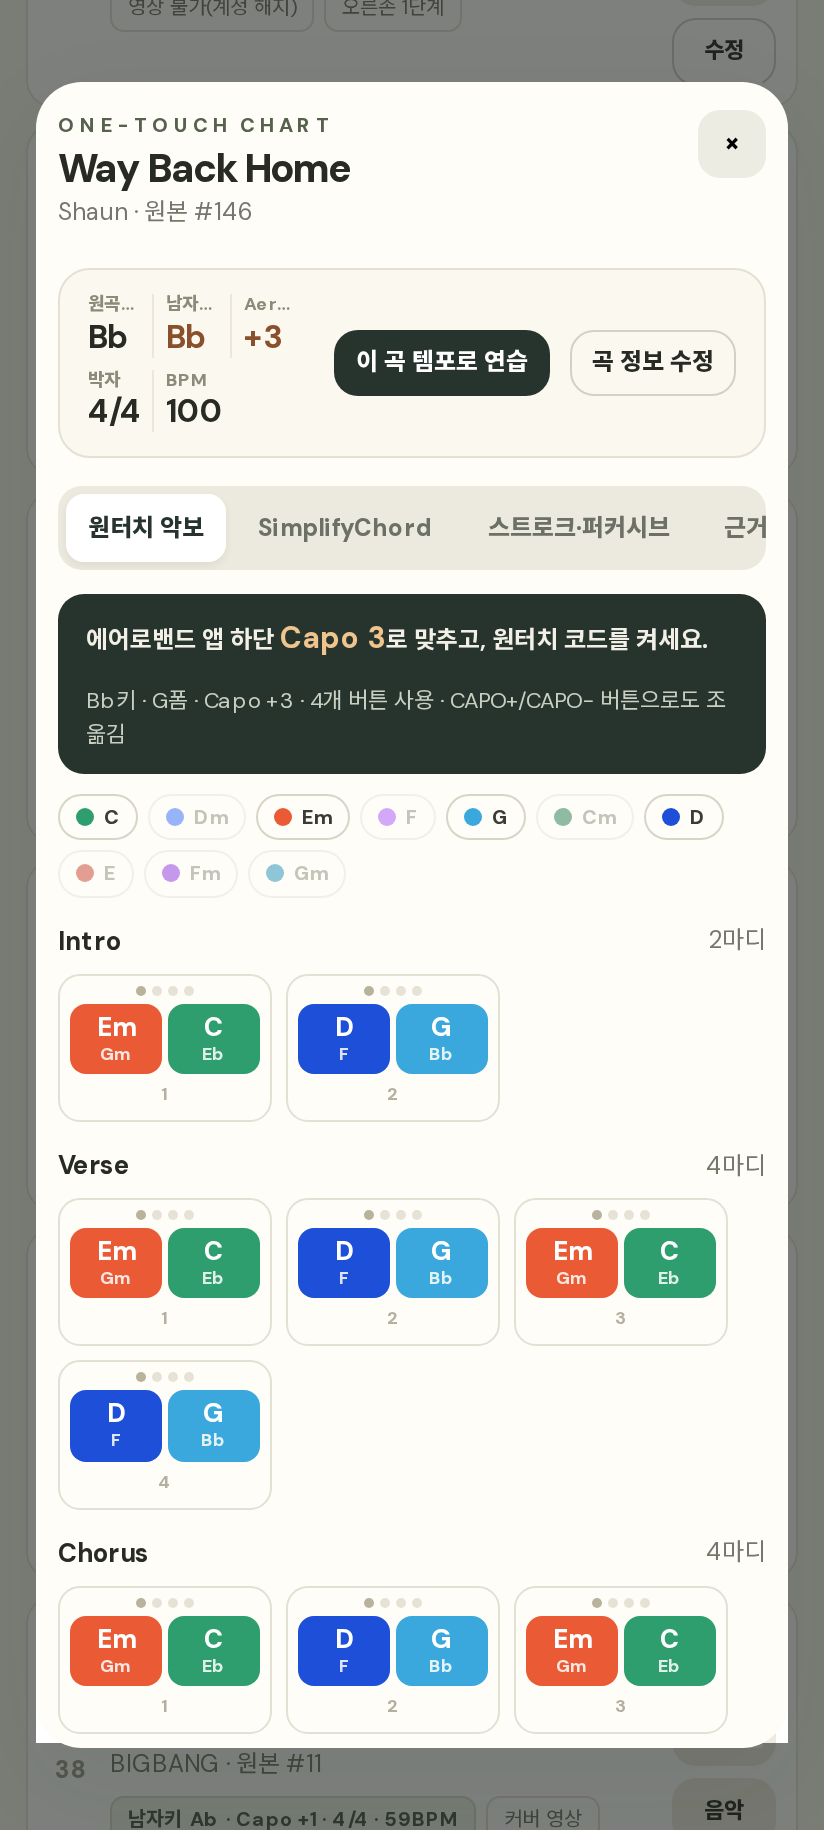 영상 불가(계정 해지) 오른손 1단계
수정
ONE-TOUCH CHART
Way Back Home
×
Shaun · 원본 #146
원곡… 남자… Aer…
Bb Bb +3
박자 BPM
4/4 100
이 곡 템포로 연습 곡 정보 수정
원터치 악보 SimplifyChord 스트로크·퍼커시브 근거
에어로밴드 앱 하단 Capo 3로 맞추고, 원터치 코드를 켜세요.
Bb키 · G폼 · Capo +3 · 4개 버튼 사용 · CAPO+/CAPO− 버튼으로도 조
옮김
C Dm Em F G Cm D
E Fm Gm
Intro 2마디
Em C D G
Gm Eb F Bb
1 2
Verse 4마디
Em C D G Em C
Gm Eb F Bb Gm Eb
1 2 3
D G
F Bb
4
Chorus 4마디
Em C D G Em C
Gm Eb F Bb Gm Eb
1 2 3
38 BIGBANG · 원본 #11
남자키 Ab · Capo +1 · 4/4 · 59BPM 커버 영상
음악